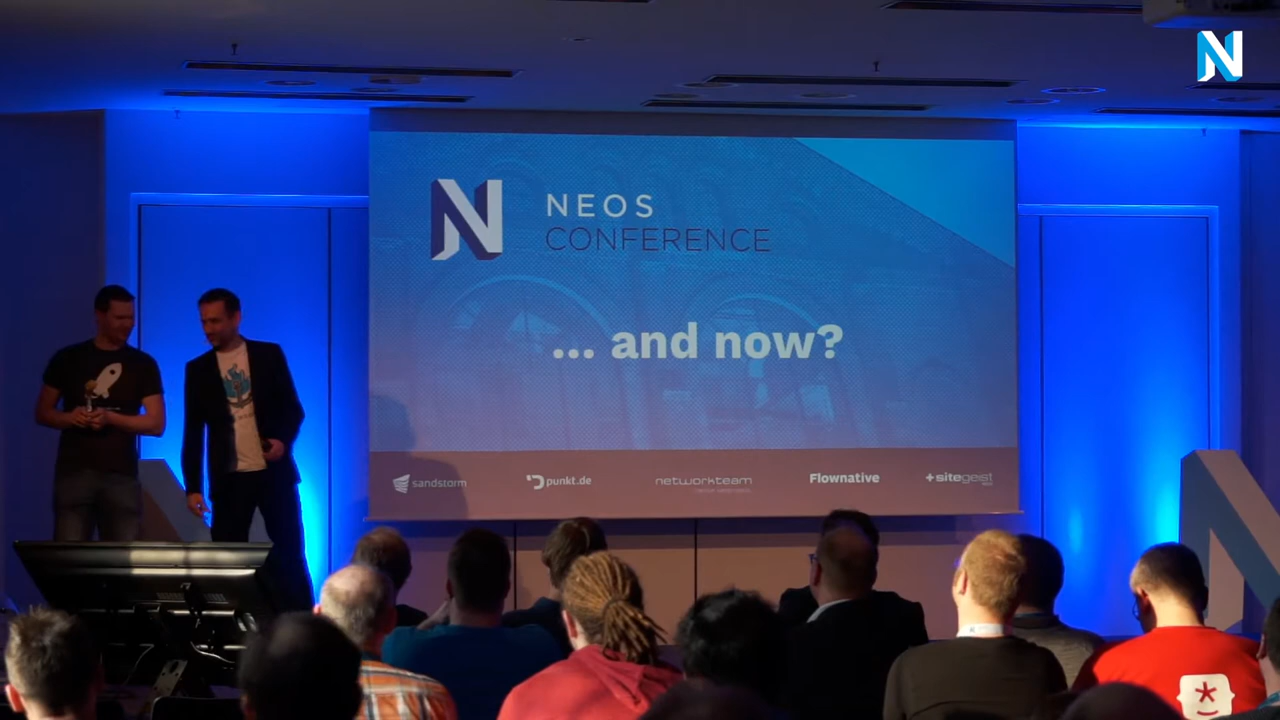 NEOS
CONFERENCE
... and now?
sandstorm
punkt.de
networkteam
Flownative
sitegeist